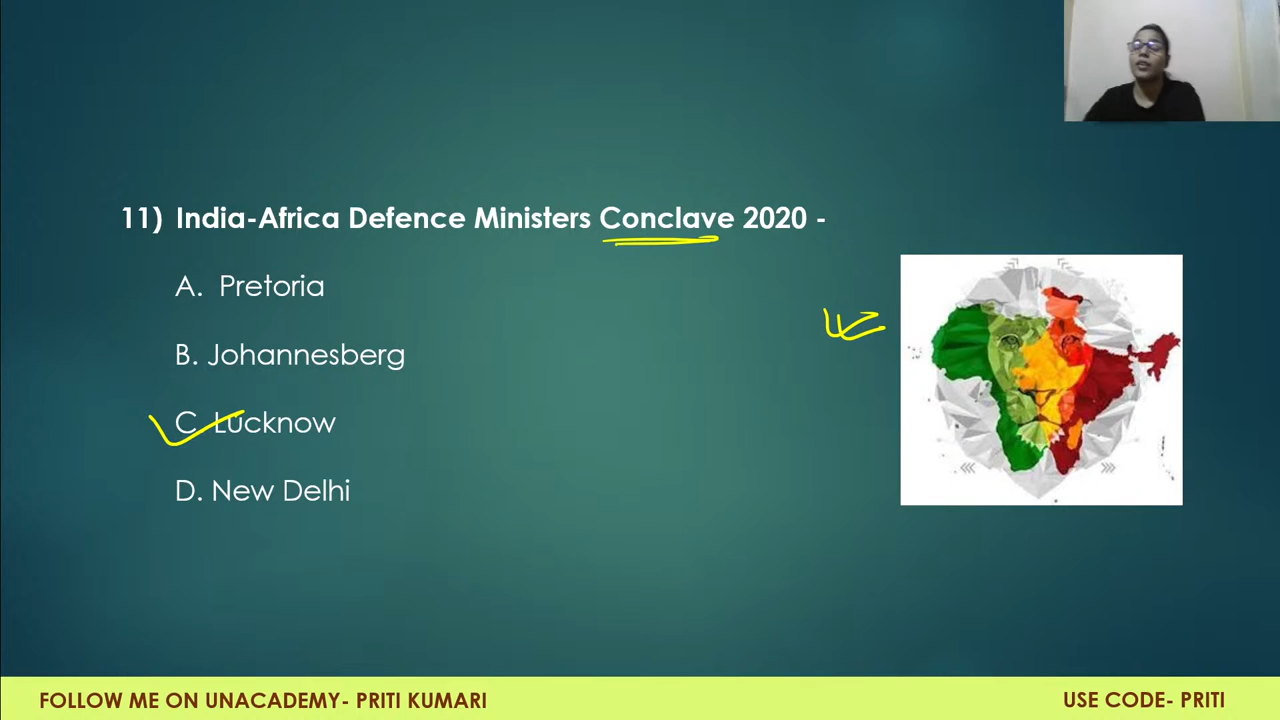 11) India-Africa Defence Ministers Conclave 2020 -
A. Pretoria
B. Johannesberg
C. Lucknow
D. New Delhi
FOLLOW ME ON UNACADEMY- PRITI KUMARI
USE CODE- PRITI